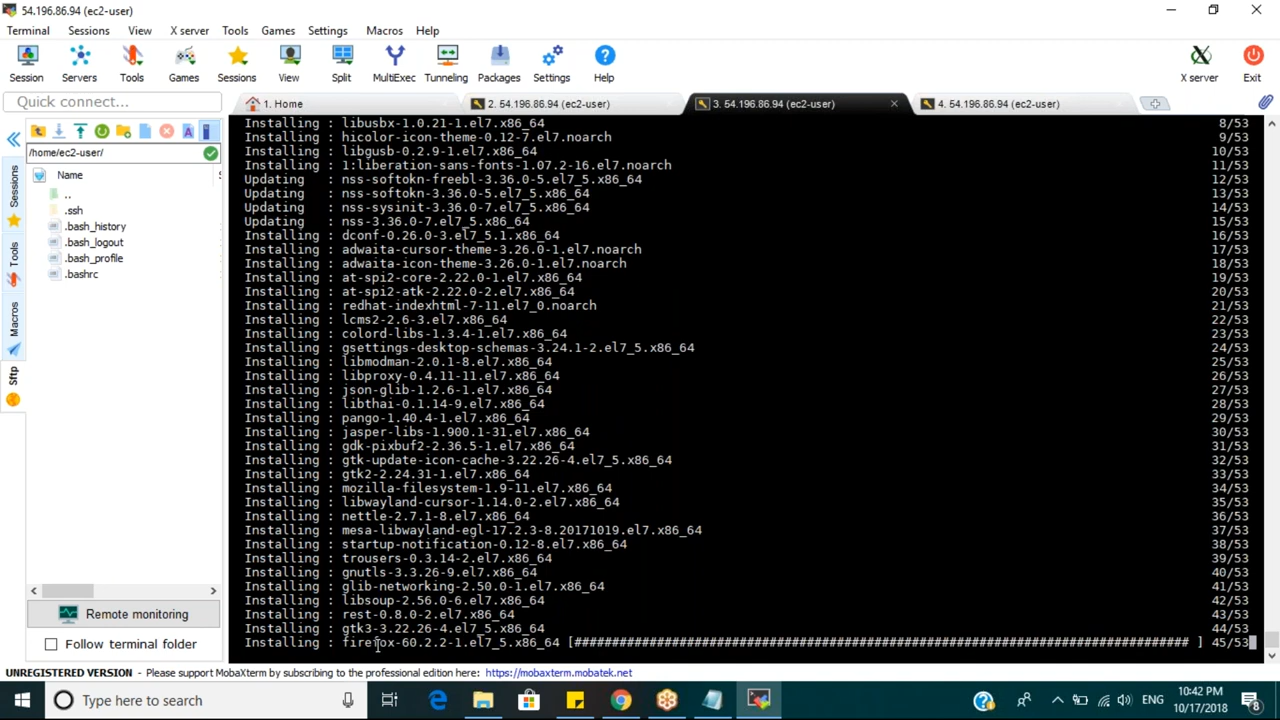 54.196.86.94 (ec2-user)
Terminal Sessions View X server Tools Games Settings Macros Help
Session Servers Tools Games Sessions View Split MultiExec Tunneling Packages Settings Help X server Exit
Quick connect...
1. Home
2. 54.196.86.94 (ec2-user)
3. 54.196.86.94 (ec2-user)
4. 54.196.86.94 (ec2-user)
/home/ec2-user/
Name
..
.ssh
.bash_history
.bash_logout
.bash_profile
.bashrc
Sessions
Tools
Macros
Sftp
Installing : libusbx-1.0.21-1.el7.x86_64 8/53
Installing : hicolor-icon-theme-0.12-7.el7.noarch 9/53
Installing : libgusb-0.2.9-1.el7.x86_64 10/53
Installing : 1:liberation-sans-fonts-1.07.2-16.el7.noarch 11/53
Updating : nss-softokn-freebl-3.36.0-5.el7_5.x86_64 12/53
Updating : nss-softokn-3.36.0-5.el7_5.x86_64 13/53
Updating : nss-sysinit-3.36.0-7.el7_5.x86_64 14/53
Updating : nss-3.36.0-7.el7_5.x86_64 15/53
Installing : dconf-0.26.0-3.el7_5.1.x86_64 16/53
Installing : adwaita-cursor-theme-3.26.0-1.el7.noarch 17/53
Installing : adwaita-icon-theme-3.26.0-1.el7.noarch 18/53
Installing : at-spi2-core-2.22.0-1.el7.x86_64 19/53
Installing : at-spi2-atk-2.22.0-2.el7.x86_64 20/53
Installing : redhat-indexhtml-7-11.el7_0.noarch 21/53
Installing : lcms2-2.6-3.el7.x86_64 22/53
Installing : colord-libs-1.3.4-1.el7.x86_64 23/53
Installing : gsettings-desktop-schemas-3.24.1-2.el7_5.x86_64 24/53
Installing : libmodman-2.0.1-8.el7.x86_64 25/53
Installing : libproxy-0.4.11-11.el7.x86_64 26/53
Installing : json-glib-1.2.6-1.el7.x86_64 27/53
Installing : libthai-0.1.14-9.el7.x86_64 28/53
Installing : pango-1.40.4-1.el7.x86_64 29/53
Installing : jasper-libs-1.900.1-31.el7.x86_64 30/53
Installing : gdk-pixbuf2-2.36.5-1.el7.x86_64 31/53
Installing : gtk-update-icon-cache-3.22.26-4.el7_5.x86_64 32/53
Installing : gtk2-2.24.31-1.el7.x86_64 33/53
Installing : mozilla-filesystem-1.9-11.el7.x86_64 34/53
Installing : libwayland-cursor-1.14.0-2.el7.x86_64 35/53
Installing : nettle-2.7.1-8.el7.x86_64 36/53
Installing : mesa-libwayland-egl-17.2.3-8.20171019.el7.x86_64 37/53
Installing : startup-notification-0.12-8.el7.x86_64 38/53
Installing : trousers-0.3.14-2.el7.x86_64 39/53
Installing : gnutls-3.3.26-9.el7.x86_64 40/53
Installing : glib-networking-2.50.0-1.el7.x86_64 41/53
Installing : libsoup-2.56.0-6.el7.x86_64 42/53
Installing : rest-0.8.0-2.el7.x86_64 43/53
Installing : gtk3-3.22.26-4.el7_5.x86_64 44/53
Installing : firefox-60.2.2-1.el7_5.x86_64 [################################################################################## ] 45/53
Remote monitoring
Follow terminal folder
UNREGISTERED VERSION - Please support MobaXterm by subscribing to the professional edition here: https://mobaxterm.mobatek.net
Type here to search
ENG
10:42 PM
10/17/2018
8